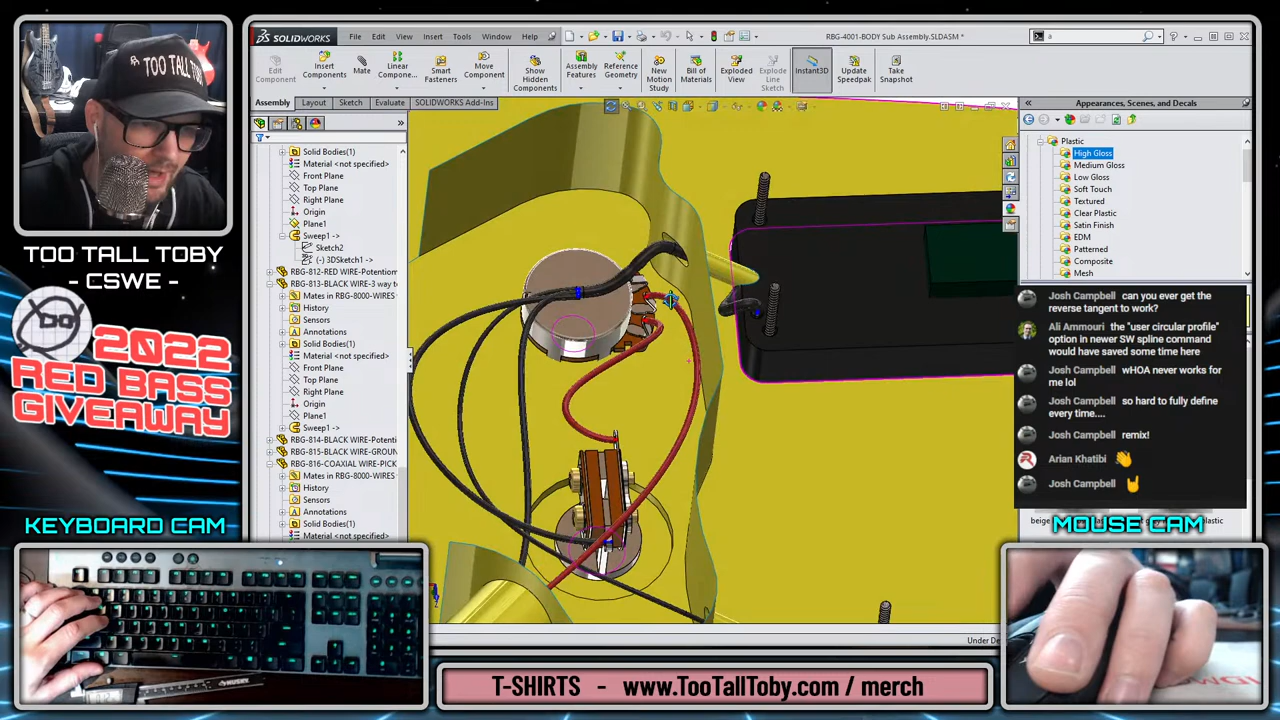 SOLIDWORKS
File
Edit
View
Insert
Tools
Window
Help
RBG-4001-BODY Sub Assembly.SLDASM *
a
Edit
Component
Insert
Components
Mate
Linear
Compone...
Smart
Fasteners
Move
Component
Show
Hidden
Components
Assembly
Features
Reference
Geometry
New
Motion
Study
Bill of
Materials
Exploded
View
Explode
Line
Sketch
Instant3D
Update
Speedpak
Take
Snapshot
Assembly
Layout
Sketch
Evaluate
SOLIDWORKS Add-Ins
Solid Bodies(1)
Material <not specified>
Front Plane
Top Plane
Right Plane
Origin
Plane1
Sweep1 ->
Sketch2
(-) 3DSketch1 ->
RBG-812-RED WIRE-Potentiom
RBG-813-RED WIRE-3 way to
Mates in RBG-8000-WIRES
History
Sensors
Annotations
Solid Bodies(1)
Material <not specified>
Front Plane
Top Plane
Right Plane
Origin
Plane1
Sweep1 ->
RBG-814-BLACK WIRE-Potenti
RBG-815-BLACK WIRE-GROUN
RBG-816-COAXIAL WIRE-PICK
Mates in RBG-8000-WIRES
History
Sensors
Annotations
Solid Bodies(1)
Material <not specified>
Appearances, Scenes, and Decals
Plastic
High Gloss
Medium Gloss
Low Gloss
Soft Touch
Textured
Clear Plastic
Satin Finish
EDM
Patterned
Composite
Mesh
Josh Campbell can you ever get the
reverse tangent to work?
Ali Ammouri the "user circular profile"
option in newer SW spline command
would have saved some time here
Josh Campbell wHOA never works for
me lol
Josh Campbell so hard to fully define
every time....
Josh Campbell remix!
Arian Khatibi 👏
Josh Campbell 🤘
Under De
TOO TALL TOBY
TOO TALL TOBY
- CSWE -
2022
RED BASS
GIVEAWAY
KEYBOARD CAM
MOUSE CAM
HUSKY
T-SHIRTS - www.TooTallToby.com / merch